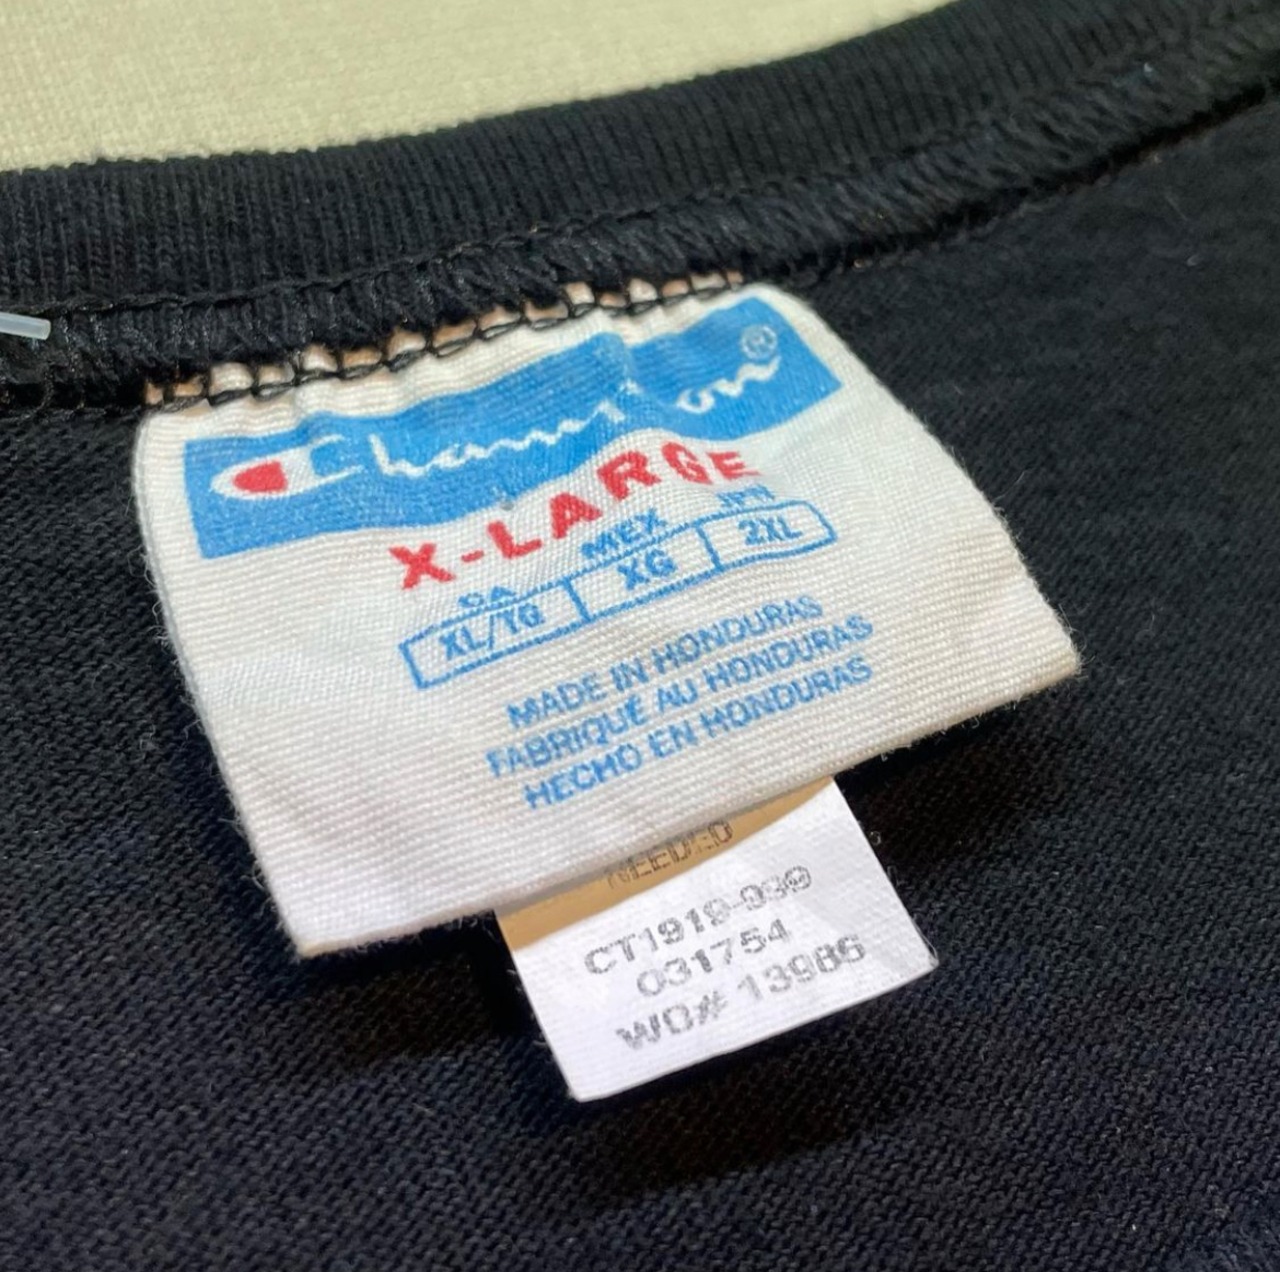 Champion®
X-LARGE
CA MEX JPN
XL/TG XG 2XL
MADE IN HONDURAS
FABRIQUÉ AU HONDURAS
HECHO EN HONDURAS
NEEDED
CT1919-990
031754
WO# 13986